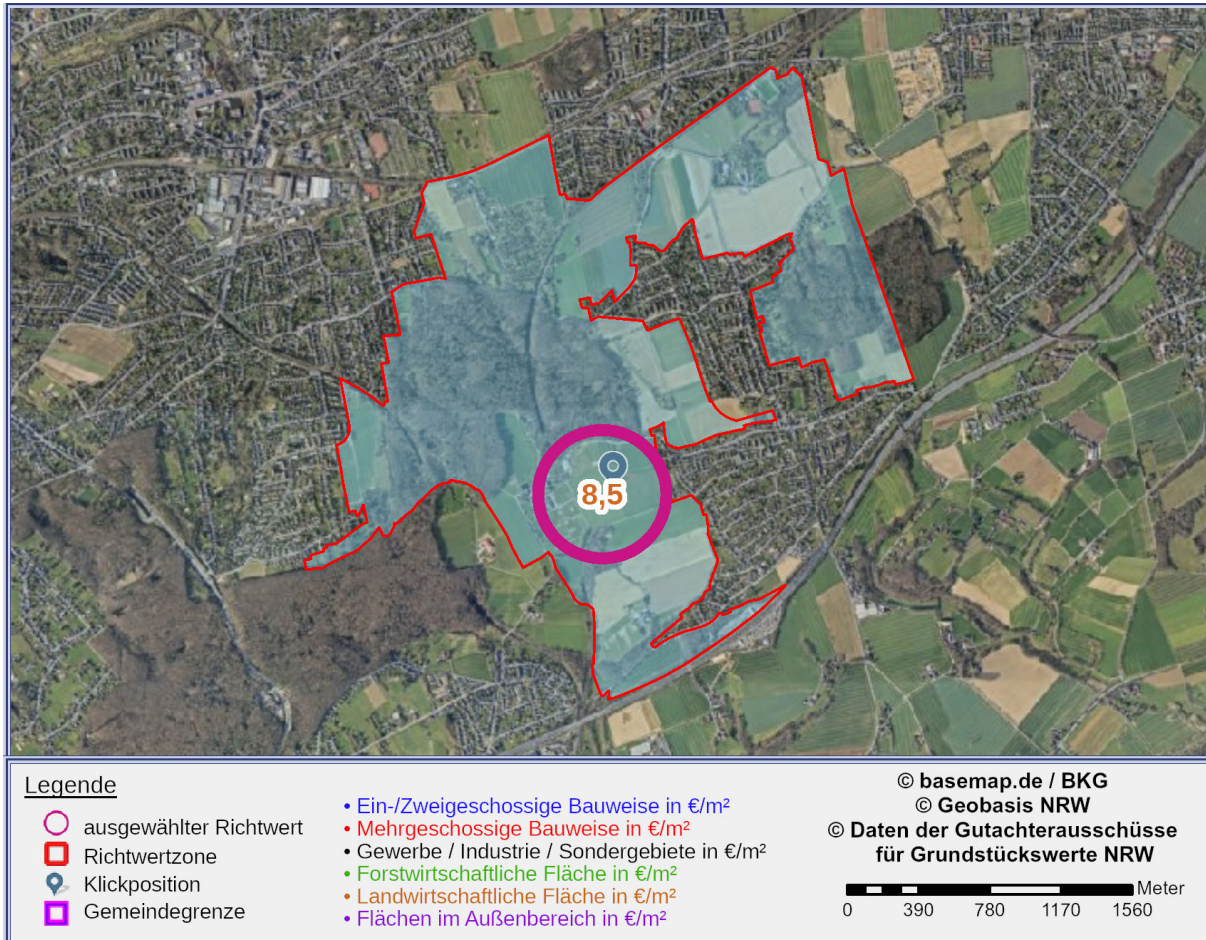 8,5
Legende
ausgewählter Richtwert
Richtwertzone
Klickposition
Gemeindegrenze
• Ein-/Zweigeschossige Bauweise in €/m²
• Mehrgeschossige Bauweise in €/m²
• Gewerbe / Industrie / Sondergebiete in €/m²
• Forstwirtschaftliche Fläche in €/m²
• Landwirtschaftliche Fläche in €/m²
• Flächen im Außenbereich in €/m²
© basemap.de / BKG
© Geobasis NRW
© Daten der Gutachterausschüsse
für Grundstückswerte NRW
Meter
0 390 780 1170 1560